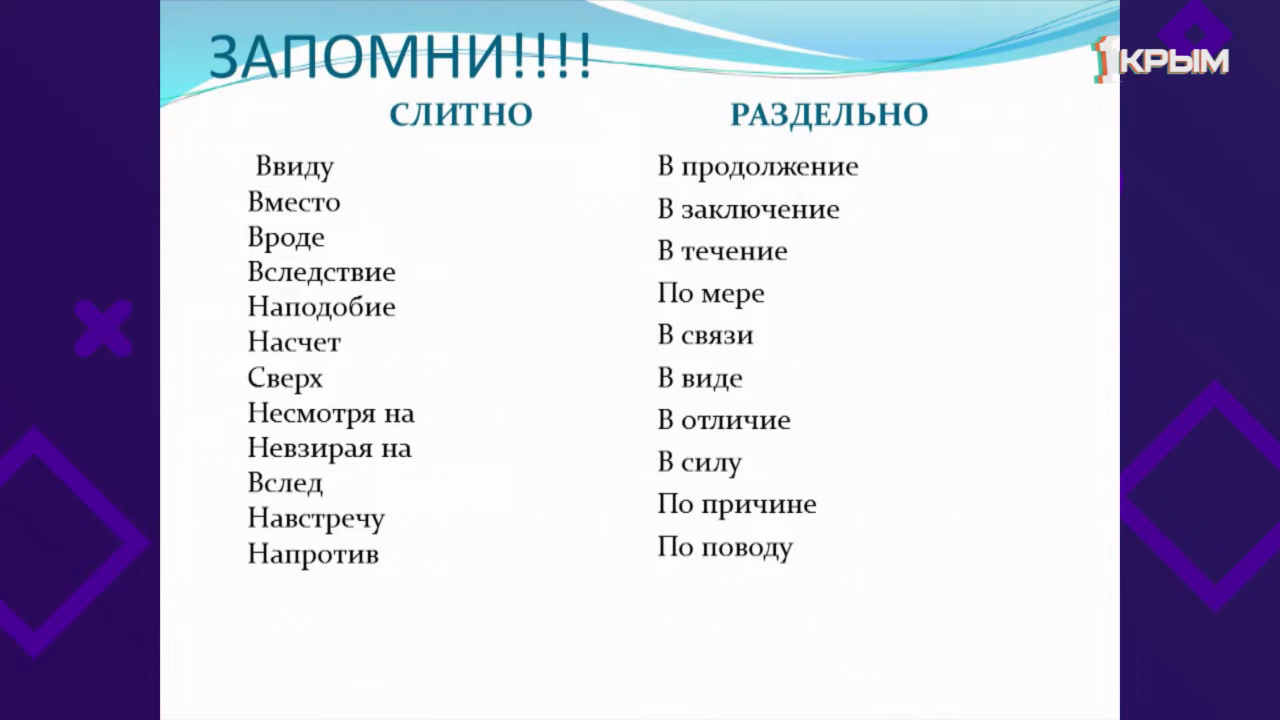 ЗАПОМНИ!!!!
1КРЫМ
СЛИТНО
Ввиду
Вместо
Вроде
Вследствие
Наподобие
Насчет
Сверх
Несмотря на
Невзирая на
Вслед
Навстречу
Напротив
РАЗДЕЛЬНО
В продолжение
В заключение
В течение
По мере
В связи
В виде
В отличие
В силу
По причине
По поводу